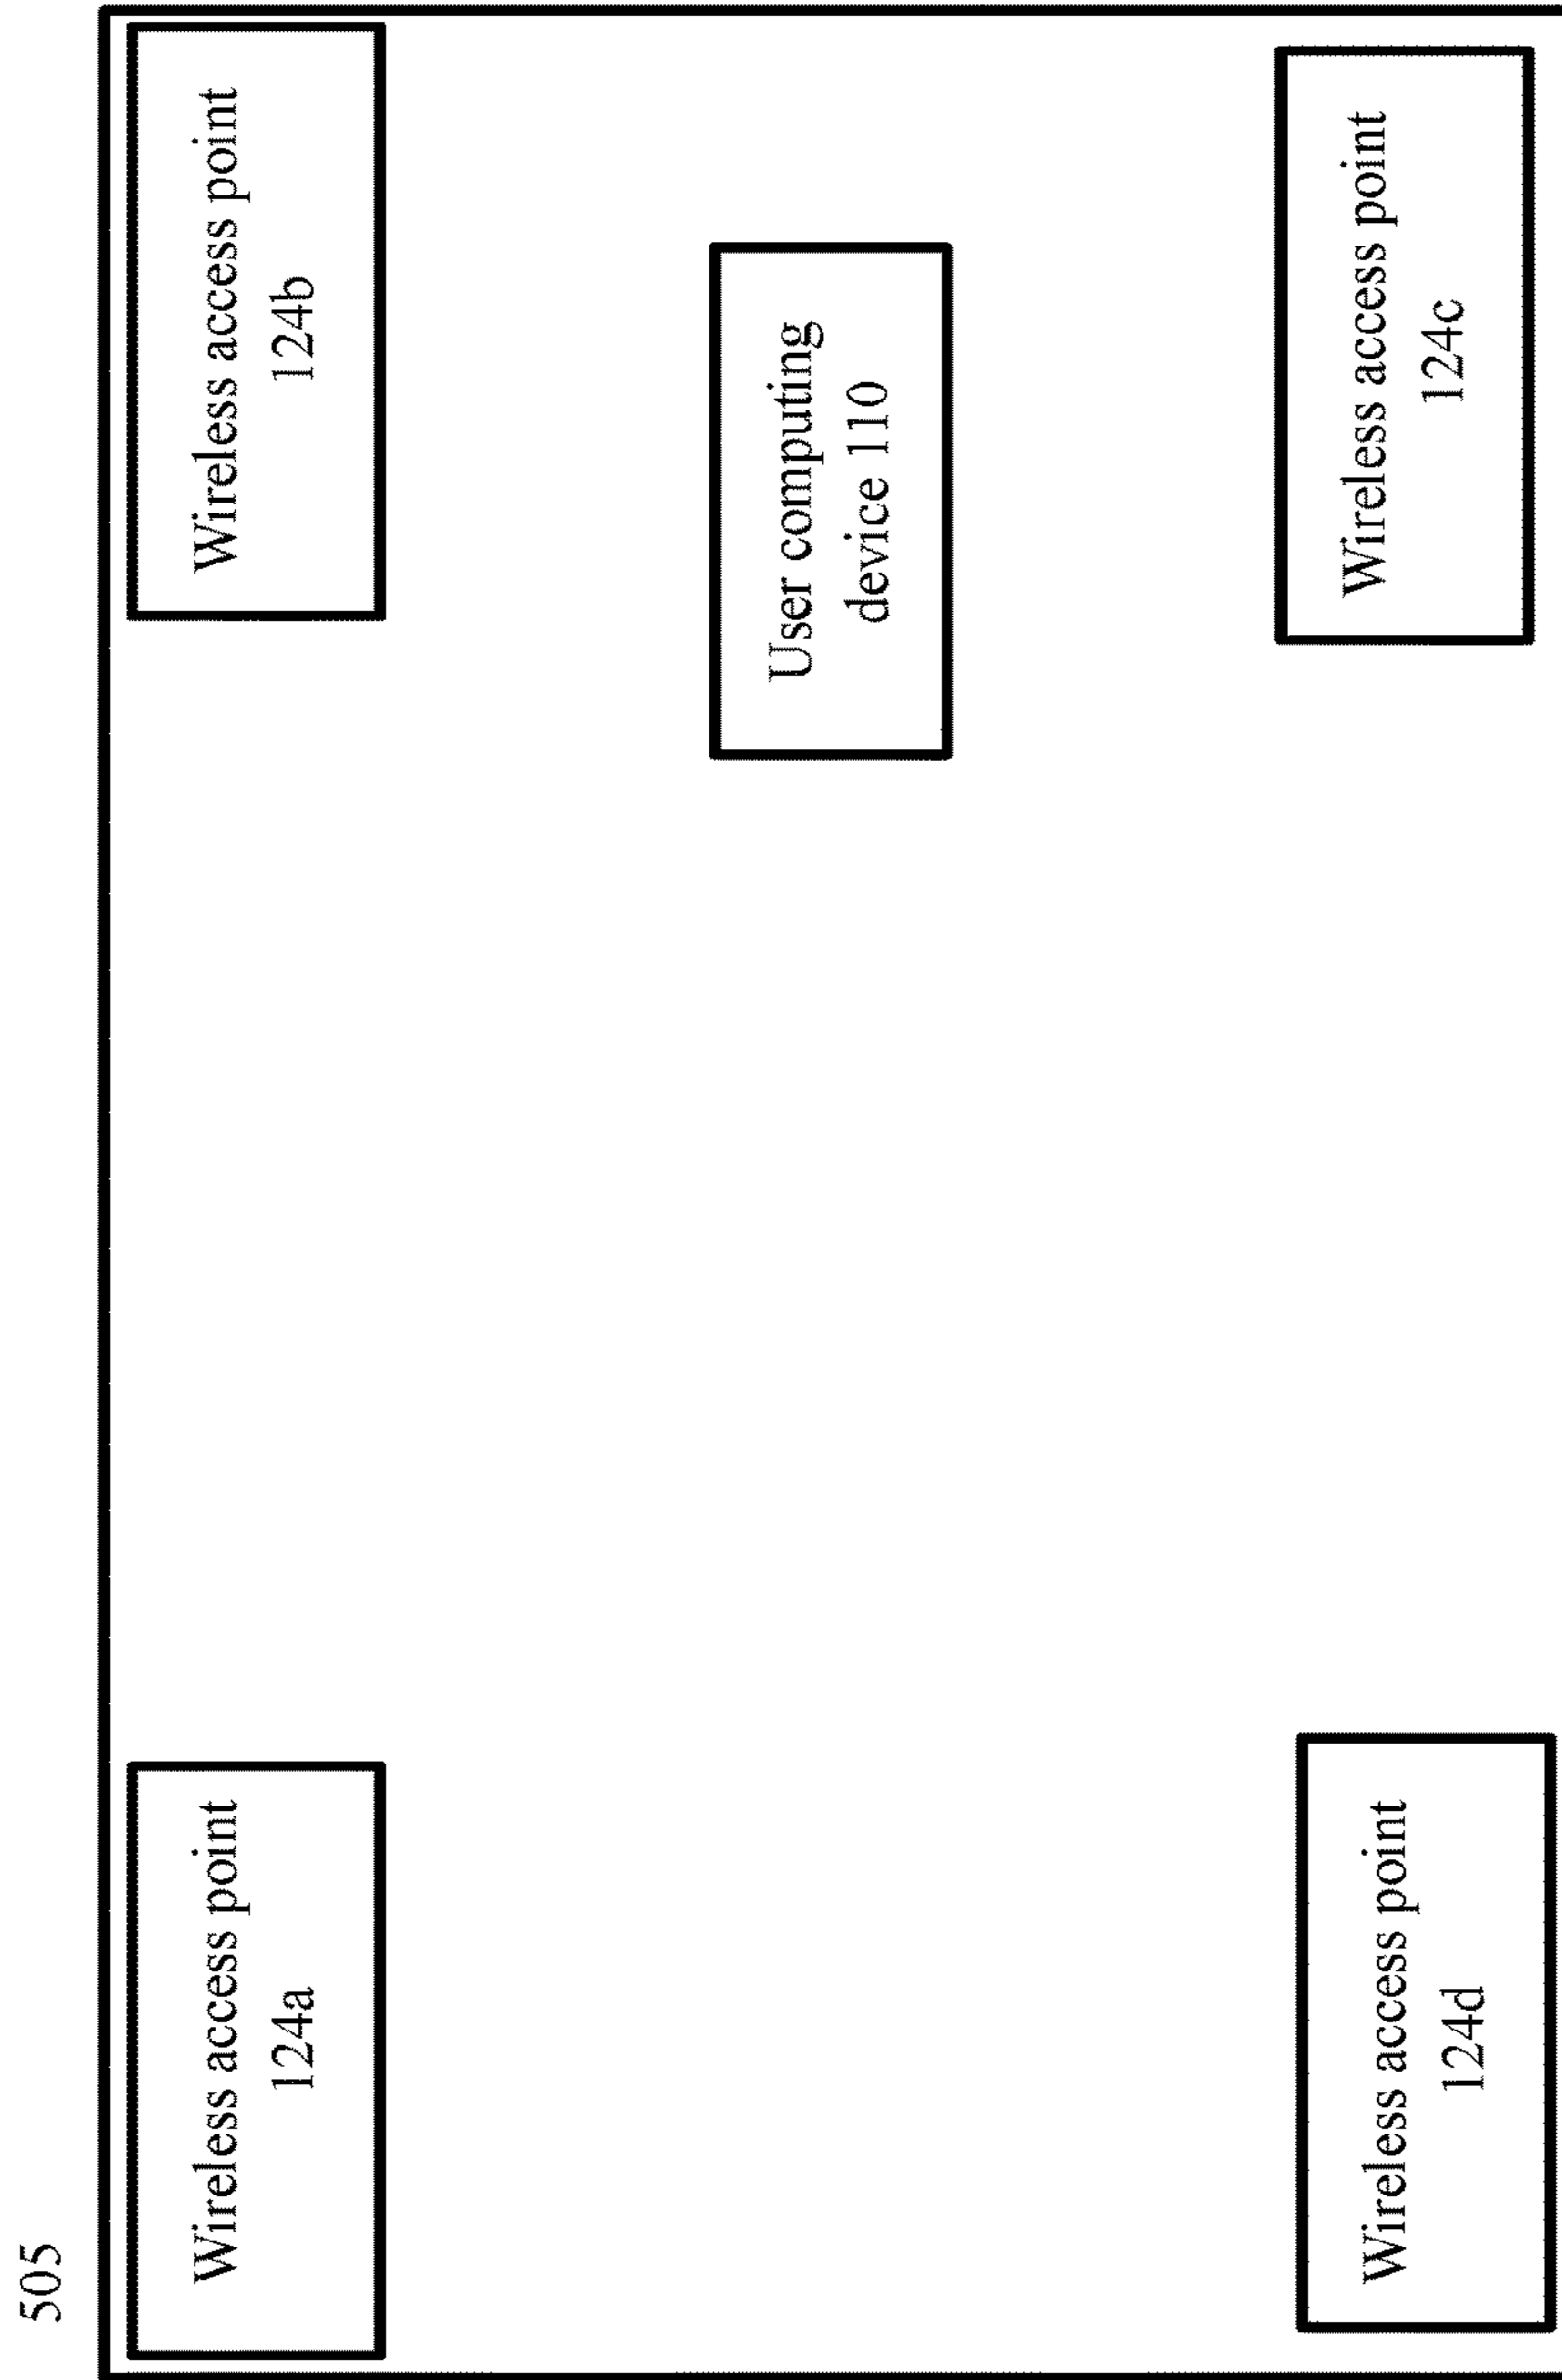 505
Wireless access point
124a
Wireless access point
124b
User computing
device 110
Wireless access point
124d
Wireless access point
124c